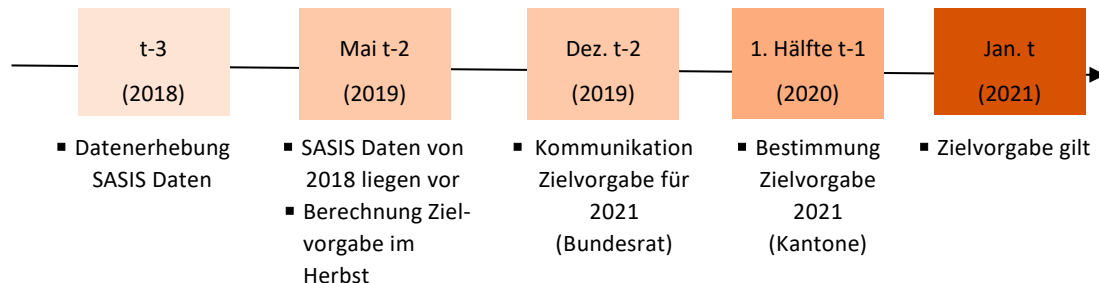 t-3
(2018)
Mai t-2
(2019)
Dez. t-2
(2019)
1. Hälfte t-1
(2020)
Jan. t
(2021)
▪ Datenerhebung
SASIS Daten
▪ SASIS Daten von
2018 liegen vor
▪ Berechnung Ziel-
vorgabe im
Herbst
▪ Kommunikation
Zielvorgabe für
2021
(Bundesrat)
▪ Bestimmung
Zielvorgabe
2021
(Kantone)
▪ Zielvorgabe gilt